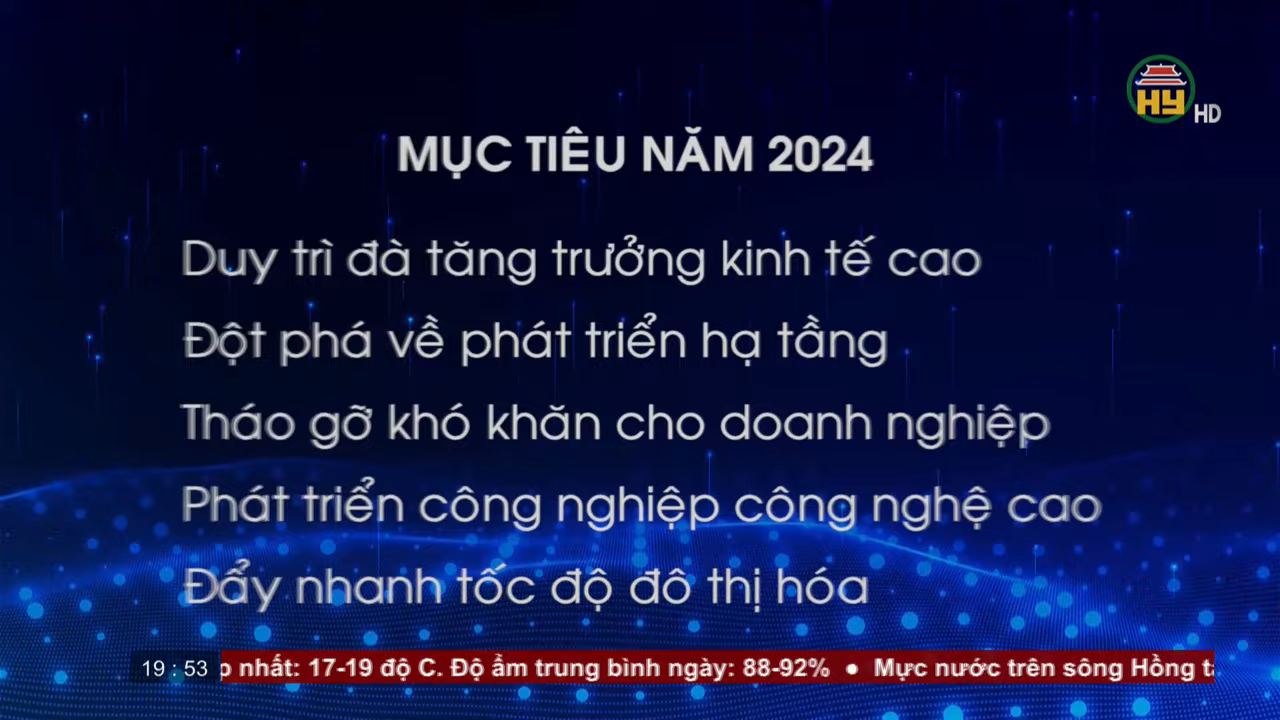 HY HD
MỤC TIÊU NĂM 2024
Duy trì đà tăng trưởng kinh tế cao
Đột phá về phát triển hạ tầng
Tháo gỡ khó khăn cho doanh nghiệp
Phát triển công nghiệp công nghệ cao
Đẩy nhanh tốc độ đô thị hóa
19 : 53 nhất: 17-19 độ C. Độ ẩm trung bình ngày: 88-92% ● Mực nước trên sông Hồng